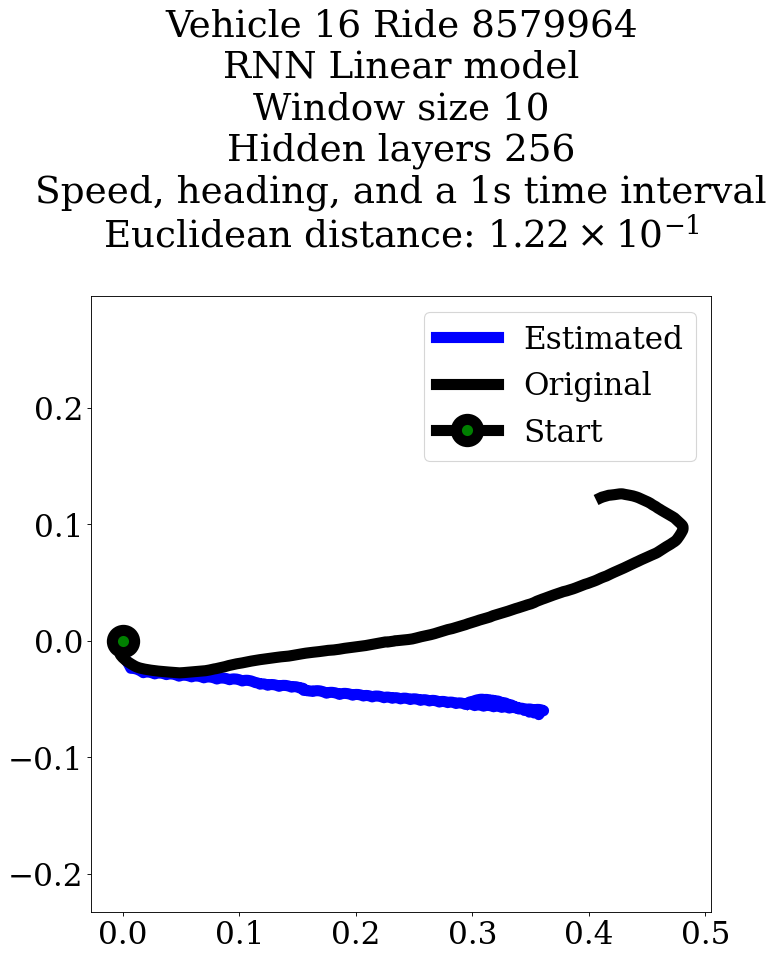 Vehicle 16 Ride 8579964
RNN Linear model
Window size 10
Hidden layers 256
Speed, heading, and a 1s time interval
Euclidean distance: 1.22 × 10⁻¹
Estimated
Original
Start
0.2
0.1
0.0
−0.1
−0.2
0.0 0.1 0.2 0.3 0.4 0.5